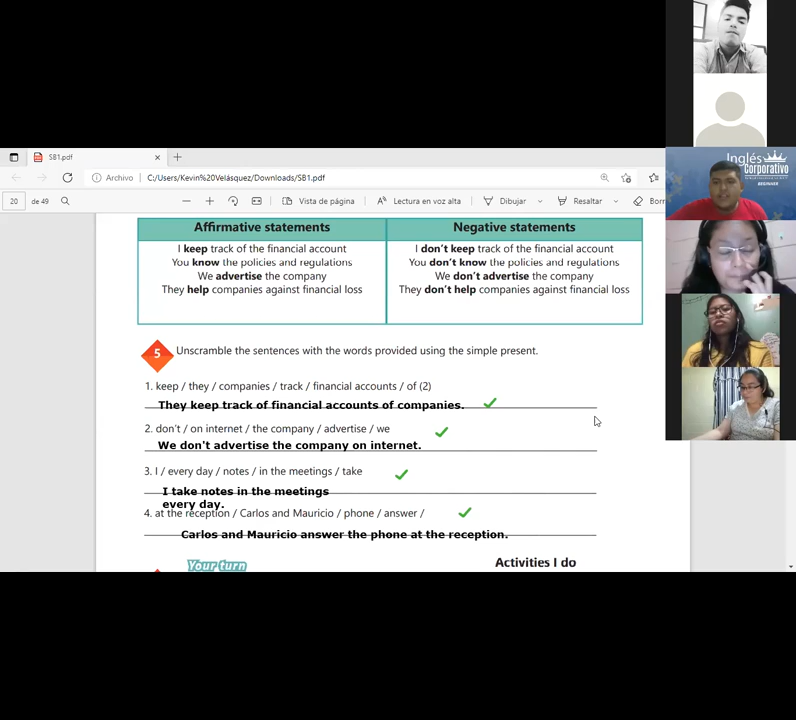 SB1.pdf
Archivo C:/Users/Kevin%20Velásquez/Downloads/SB1.pdf
20 de 49 Vista de página Lectura en voz alta Dibujar Resaltar Borr
Inglés
Corporativo
BEGINNER
Affirmative statements
I keep track of the financial account
You know the policies and regulations
We advertise the company
They help companies against financial loss
Negative statements
I don't keep track of the financial account
You don't know the policies and regulations
We don't advertise the company
They don't help companies against financial loss
5 Unscramble the sentences with the words provided using the simple present.
1. keep / they / companies / track / financial accounts / of (2)
They keep track of financial accounts of companies.
2. don't / on internet / the company / advertise / we
We don't advertise the company on internet.
3. I / every day / notes / in the meetings / take
I take notes in the meetings
every day.
4. at the reception / Carlos and Mauricio / phone / answer /
Carlos and Mauricio answer the phone at the reception.
Your turn
Activities I do